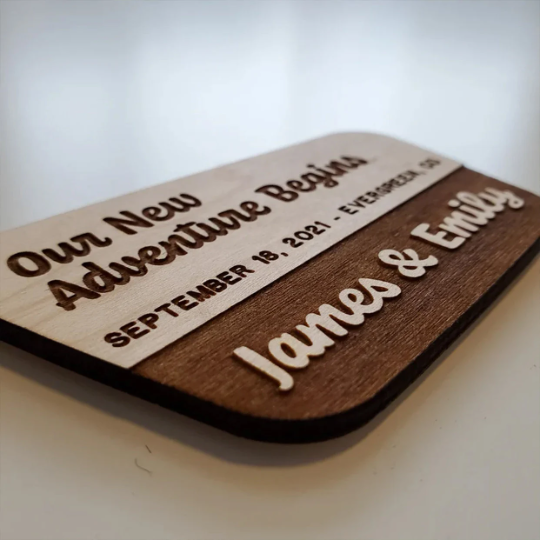 Our New
Adventure Begins
SEPTEMBER 18, 2021 - EVERGREEN, CO
James & Emily